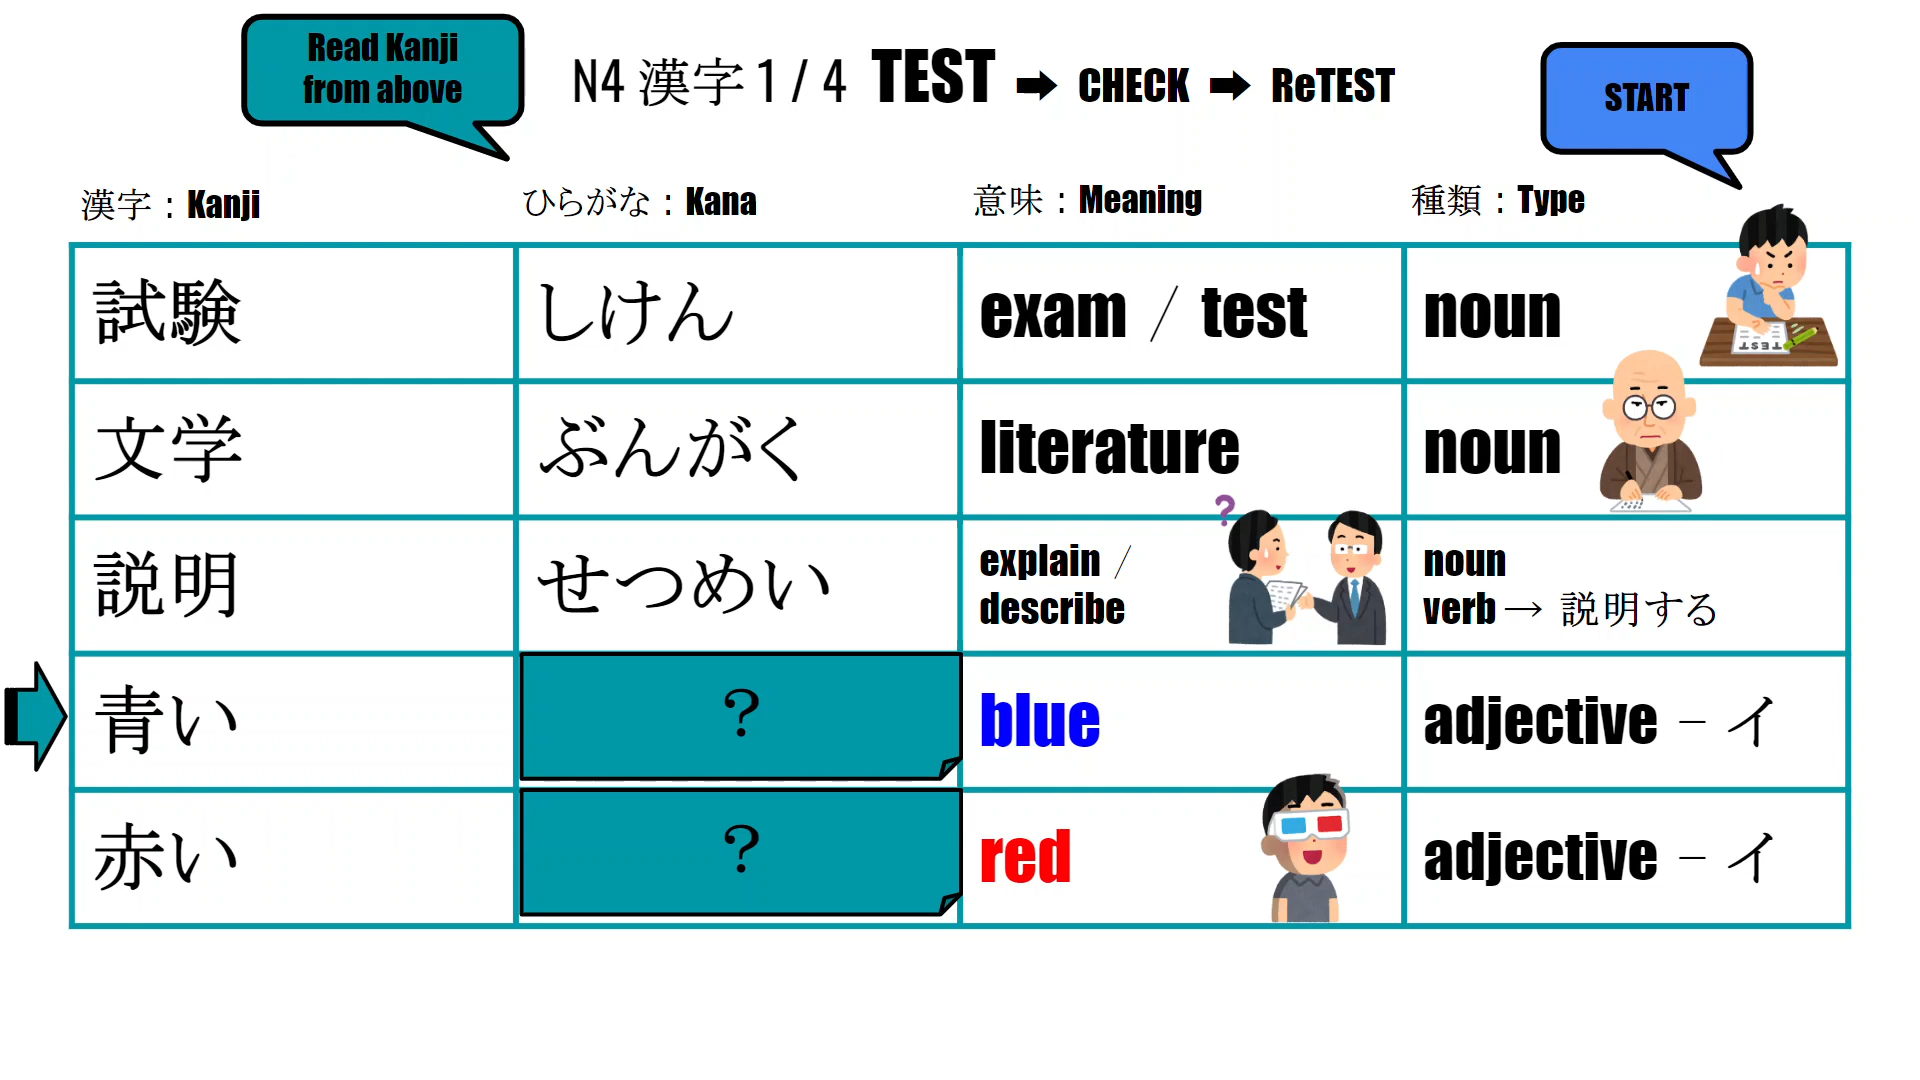 Read Kanji
from above
N4 漢字 1 / 4 TEST ➡ CHECK ➡ ReTEST
START
漢字：Kanji
ひらがな：Kana
意味：Meaning
種類：Type
試験
しけん
exam / test
noun
TEST
文学
ぶんがく
literature
noun
説明
せつめい
explain /
describe
?
noun
verb → 説明する
青い
?
blue
adjective – イ
赤い
?
red
adjective – イ